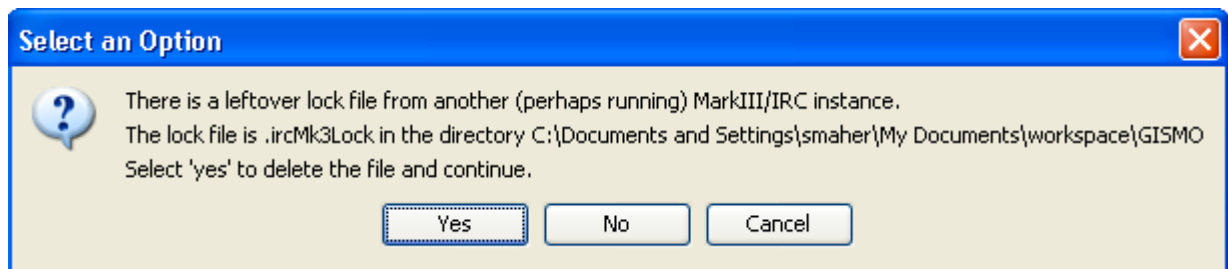 Select an Option
There is a leftover lock file from another (perhaps running) MarkIII/IRC instance.
The lock file is .ircMk3Lock in the directory C:\Documents and Settings\smaher\My Documents\workspace\GISMO
Select 'yes' to delete the file and continue.
Yes No Cancel